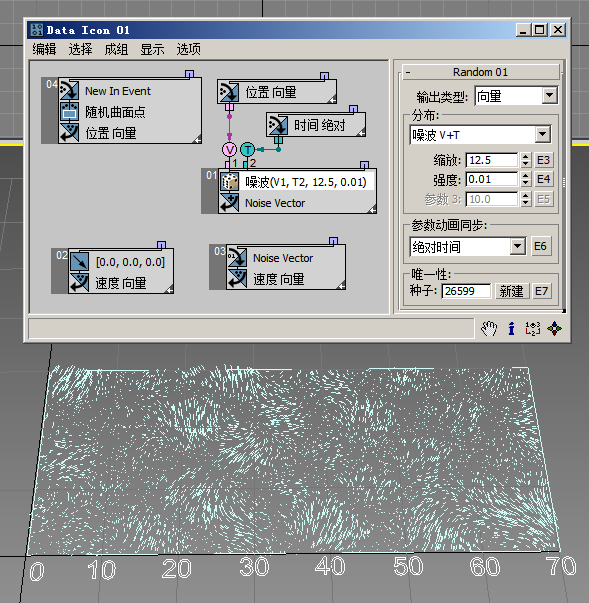 Data Icon 01
编辑 选择 成组 显示 选项
04
New In Event
随机曲面点
位置 向量
位置 向量
时间 绝对
V T
1 2
01
噪波(V1, T2, 12.5, 0.01)
Noise Vector
02
[0.0, 0.0, 0.0]
速度 向量
03
01
Noise Vector
速度 向量
- Random 01
输出类型: 向量
分布:
噪波 V+T
缩放: 12.5 E3
强度: 0.01 E4
参数 3: 10.0 E5
参数动画同步:
绝对时间 E6
唯一性:
种子: 26599 新建 E7
0 10 20 30 40 50 60 70